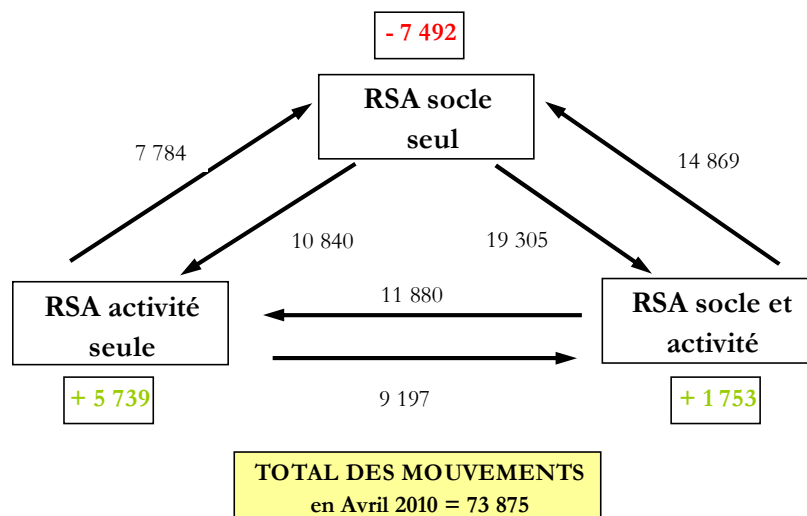 - 7 492
RSA socle
seul
7 784
14 869
10 840
19 305
RSA activité
seule
11 880
RSA socle et
activité
+ 5 739
9 197
+ 1 753
TOTAL DES MOUVEMENTS
en Avril 2010 = 73 875